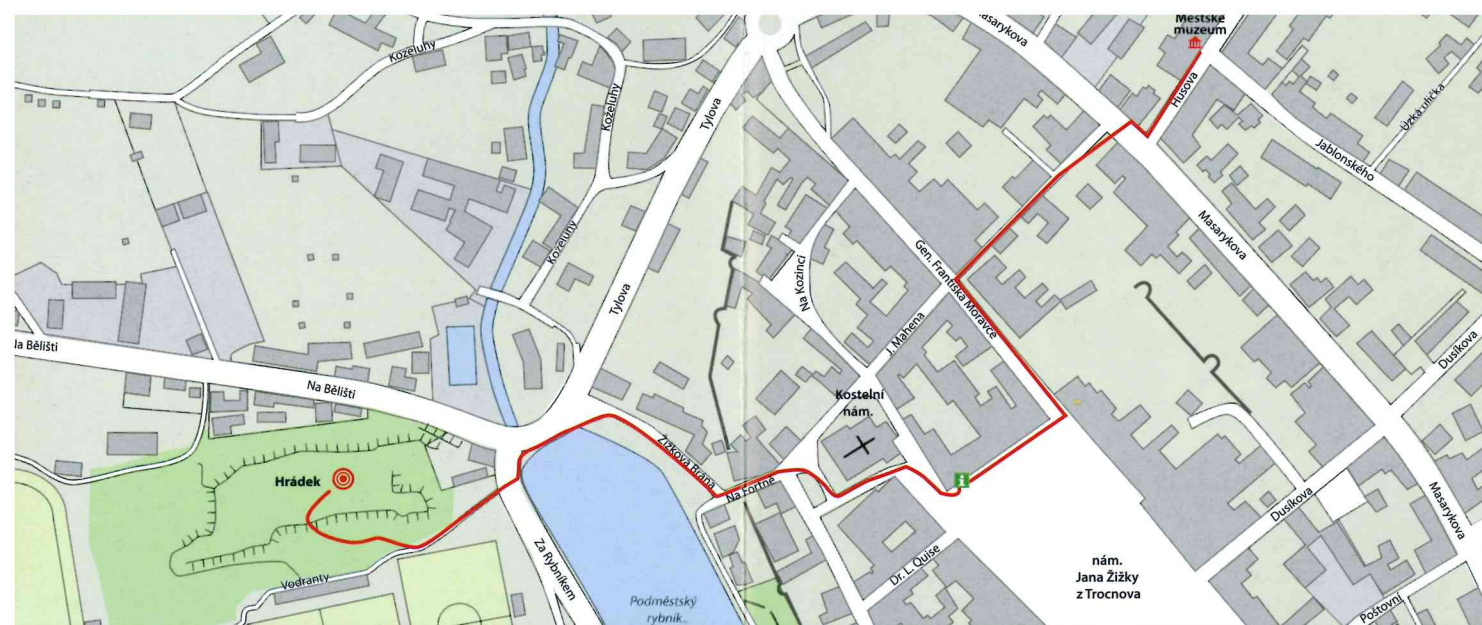 Městské
muzeum
Masarykova
Husova
Koželuhy
Tylova
Koželuhy
Úzká ulička
Jablonského
Masarykova
Gen. Františka Moravce
Na Kozinci
Koželuhy
Tylova
J. Mahena
Na Bělišti
Na Bělišti
Kostelní
nám.
Dusíkova
Žižkova Brána
Na Fortně
Hrádek
i
Dusíkova
Masarykova
Za Rybníkem
Dr. L. Quise
Vodranty
nám.
Jana Žižky
z Trocnova
Podměstský
rybník
Poštovní